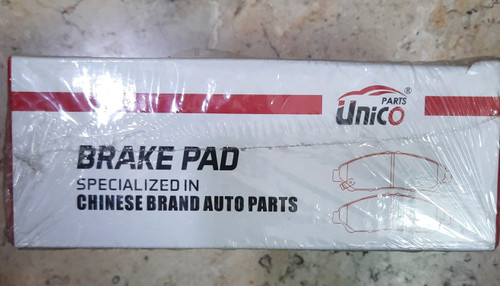 PARTS
Unico®
BRAKE PAD
SPECIALIZED IN
CHINESE BRAND AUTO PARTS